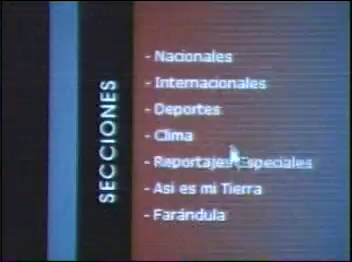 SECCIONES
- Nacionales
- Internacionales
- Deportes
- Clima
- Reportajes Especiales
- Asi es mi Tierra
- Farándula